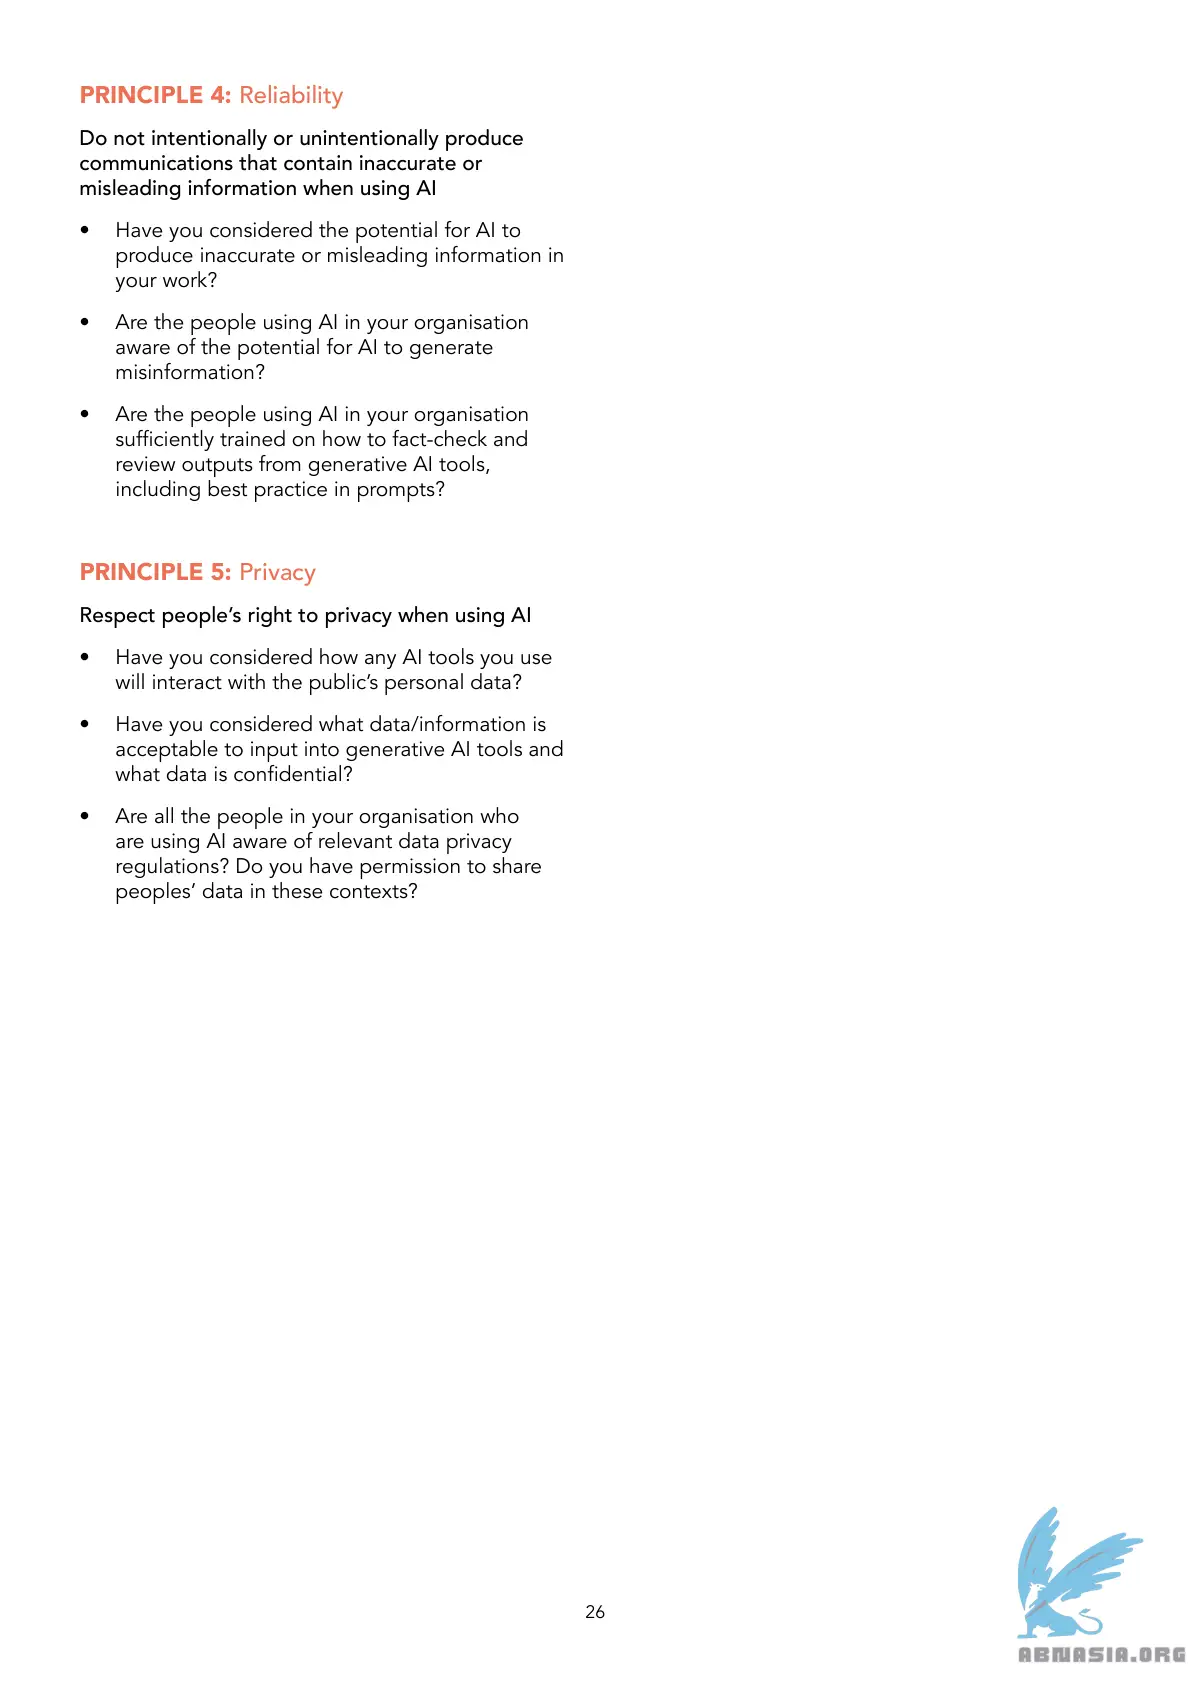 PRINCIPLE 4: Reliability
Do not intentionally or unintentionally produce
communications that contain inaccurate or
misleading information when using AI
• Have you considered the potential for AI to
produce inaccurate or misleading information in
your work?
• Are the people using AI in your organisation
aware of the potential for AI to generate
misinformation?
• Are the people using AI in your organisation
sufficiently trained on how to fact-check and
review outputs from generative AI tools,
including best practice in prompts?
PRINCIPLE 5: Privacy
Respect people’s right to privacy when using AI
• Have you considered how any AI tools you use
will interact with the public’s personal data?
• Have you considered what data/information is
acceptable to input into generative AI tools and
what data is confidential?
• Are all the people in your organisation who
are using AI aware of relevant data privacy
regulations? Do you have permission to share
peoples’ data in these contexts?
26
ABNASIA.ORG